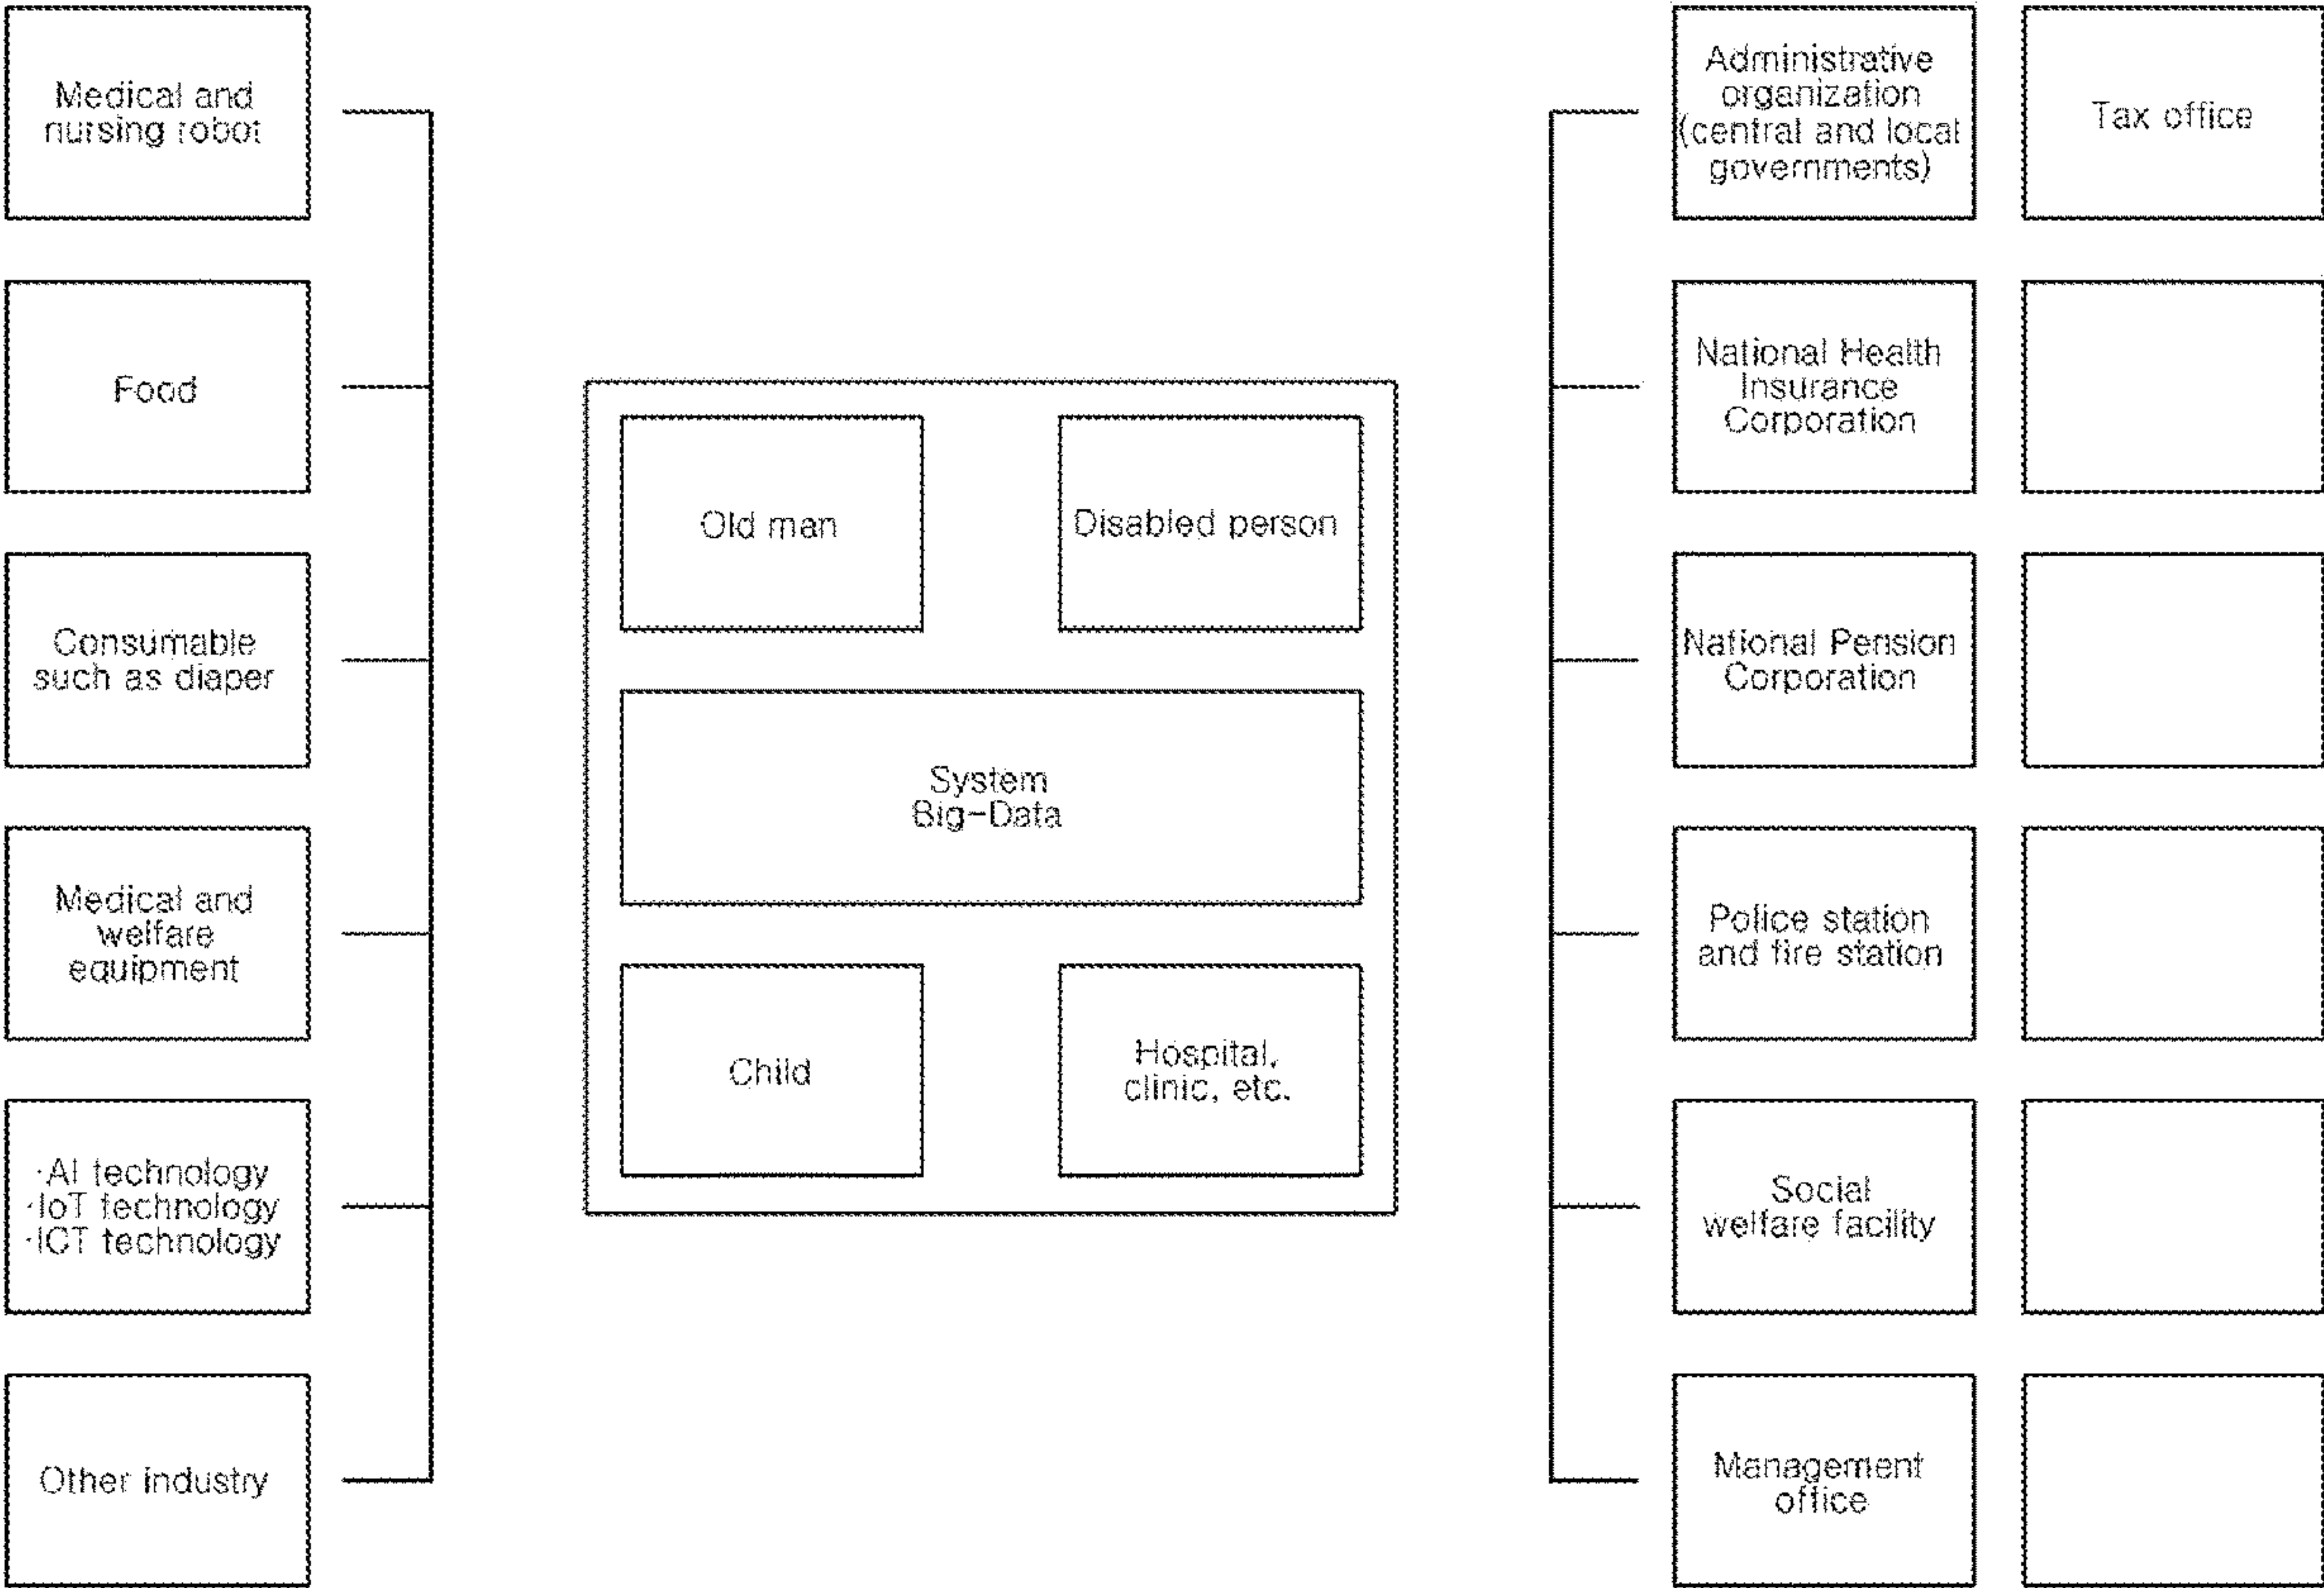 Medical and
nursing robot
Food
Consumable
such as diaper
Medical and
welfare
equipment
·AI technology
·IoT technology
·ICT technology
Other industry
Old man
Disabled person
System
Big-Data
Child
Hospital,
clinic, etc.
Administrative
organization
(central and local
governments)
Tax office
National Health
Insurance
Corporation
National Pension
Corporation
Police station
and fire station
Social
welfare facility
Management
office